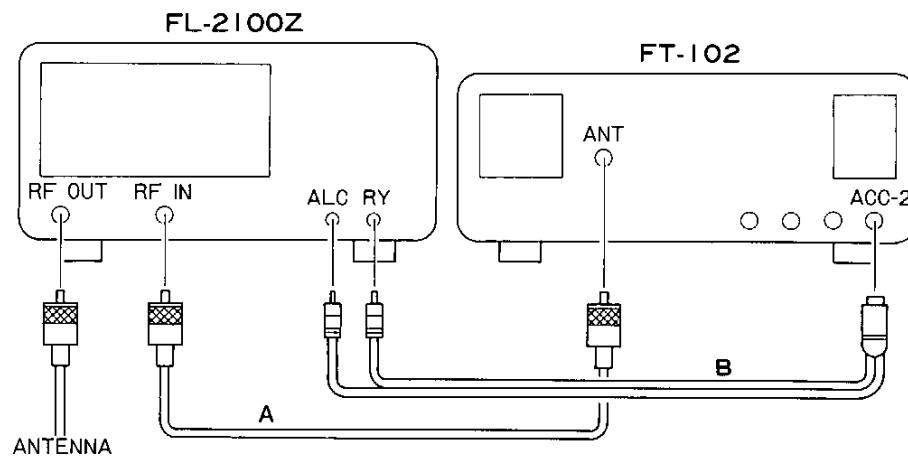 FL-2100Z
FT-102
ANT
RF OUT RF IN
ALC RY
ACC-2
B
A
ANTENNA